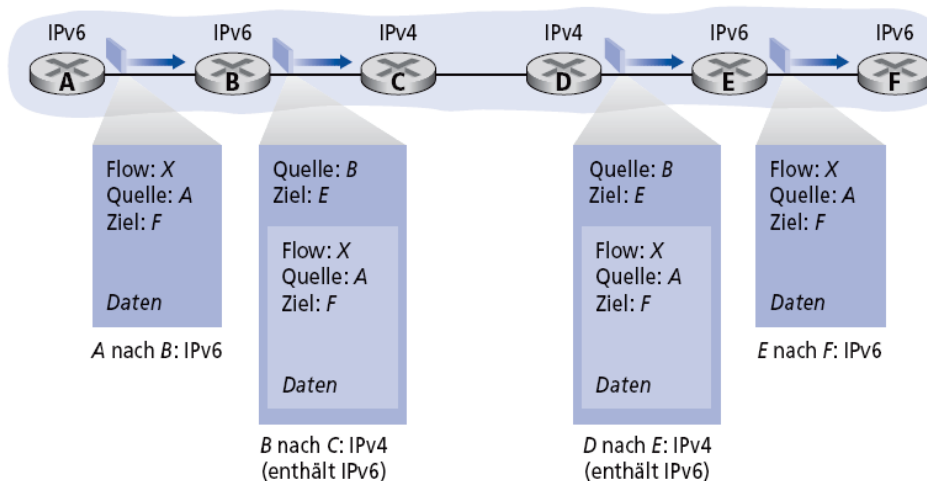 IPv6
IPv6
IPv4
IPv4
IPv6
IPv6
A
B
C
D
E
F
Flow: X
Quelle: A
Ziel: F
Daten
A nach B: IPv6
Quelle: B
Ziel: E
Flow: X
Quelle: A
Ziel: F
Daten
B nach C: IPv4
(enthält IPv6)
Quelle: B
Ziel: E
Flow: X
Quelle: A
Ziel: F
Daten
D nach E: IPv4
(enthält IPv6)
Flow: X
Quelle: A
Ziel: F
Daten
E nach F: IPv6